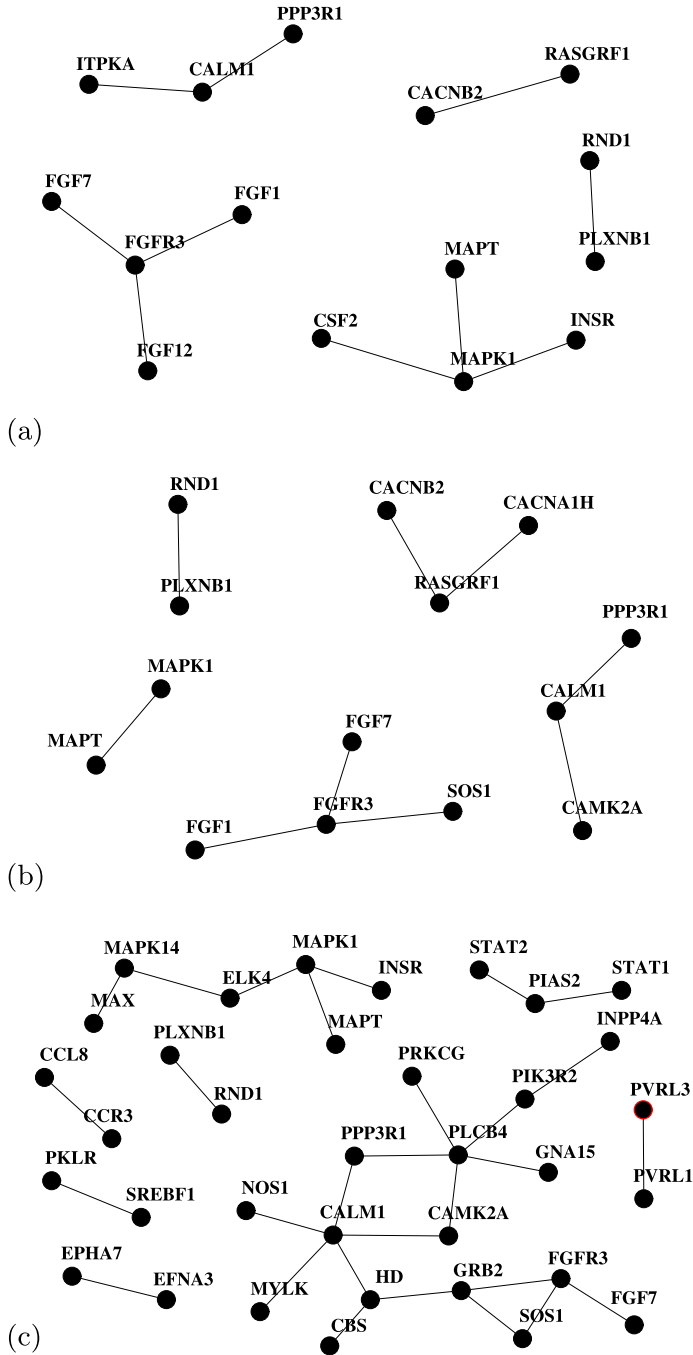 PPP3R1
ITPKA
CALM1
RASGRF1
CACNB2
RND1
FGF7
FGF1
FGFR3
MAPT
PLXNB1
CSF2
INSR
FGF12
MAPK1
(a)
RND1
CACNB2
CACNA1H
PLXNB1
RASGRF1
PPP3R1
MAPK1
CALM1
MAPT
FGF7
SOS1
FGFR3
CAMK2A
FGF1
(b)
MAPK14
MAPK1
STAT2
STAT1
ELK4
INSR
PIAS2
MAX
MAPT
INPP4A
PLXNB1
CCL8
PRKCG
PIK3R2
PVRL3
RND1
CCR3
PPP3R1
PLCB4
GNA15
PKLR
PVRL1
NOS1
SREBF1
CALM1
CAMK2A
EPHA7
EFNA3
MYLK
HD
GRB2
FGFR3
FGF7
CBS
SOS1
(c)